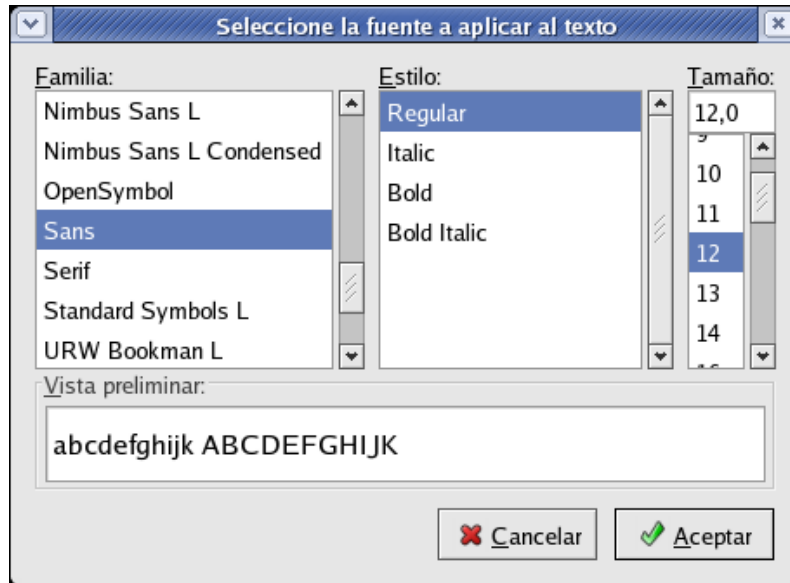 Seleccione la fuente a aplicar al texto
Familia:
Nimbus Sans L
Nimbus Sans L Condensed
OpenSymbol
Sans
Serif
Standard Symbols L
URW Bookman L
Estilo:
Regular
Italic
Bold
Bold Italic
Tamaño:
12,0
9
10
11
12
13
14
Vista preliminar:
abcdefghijk ABCDEFGHIJK
Cancelar
Aceptar